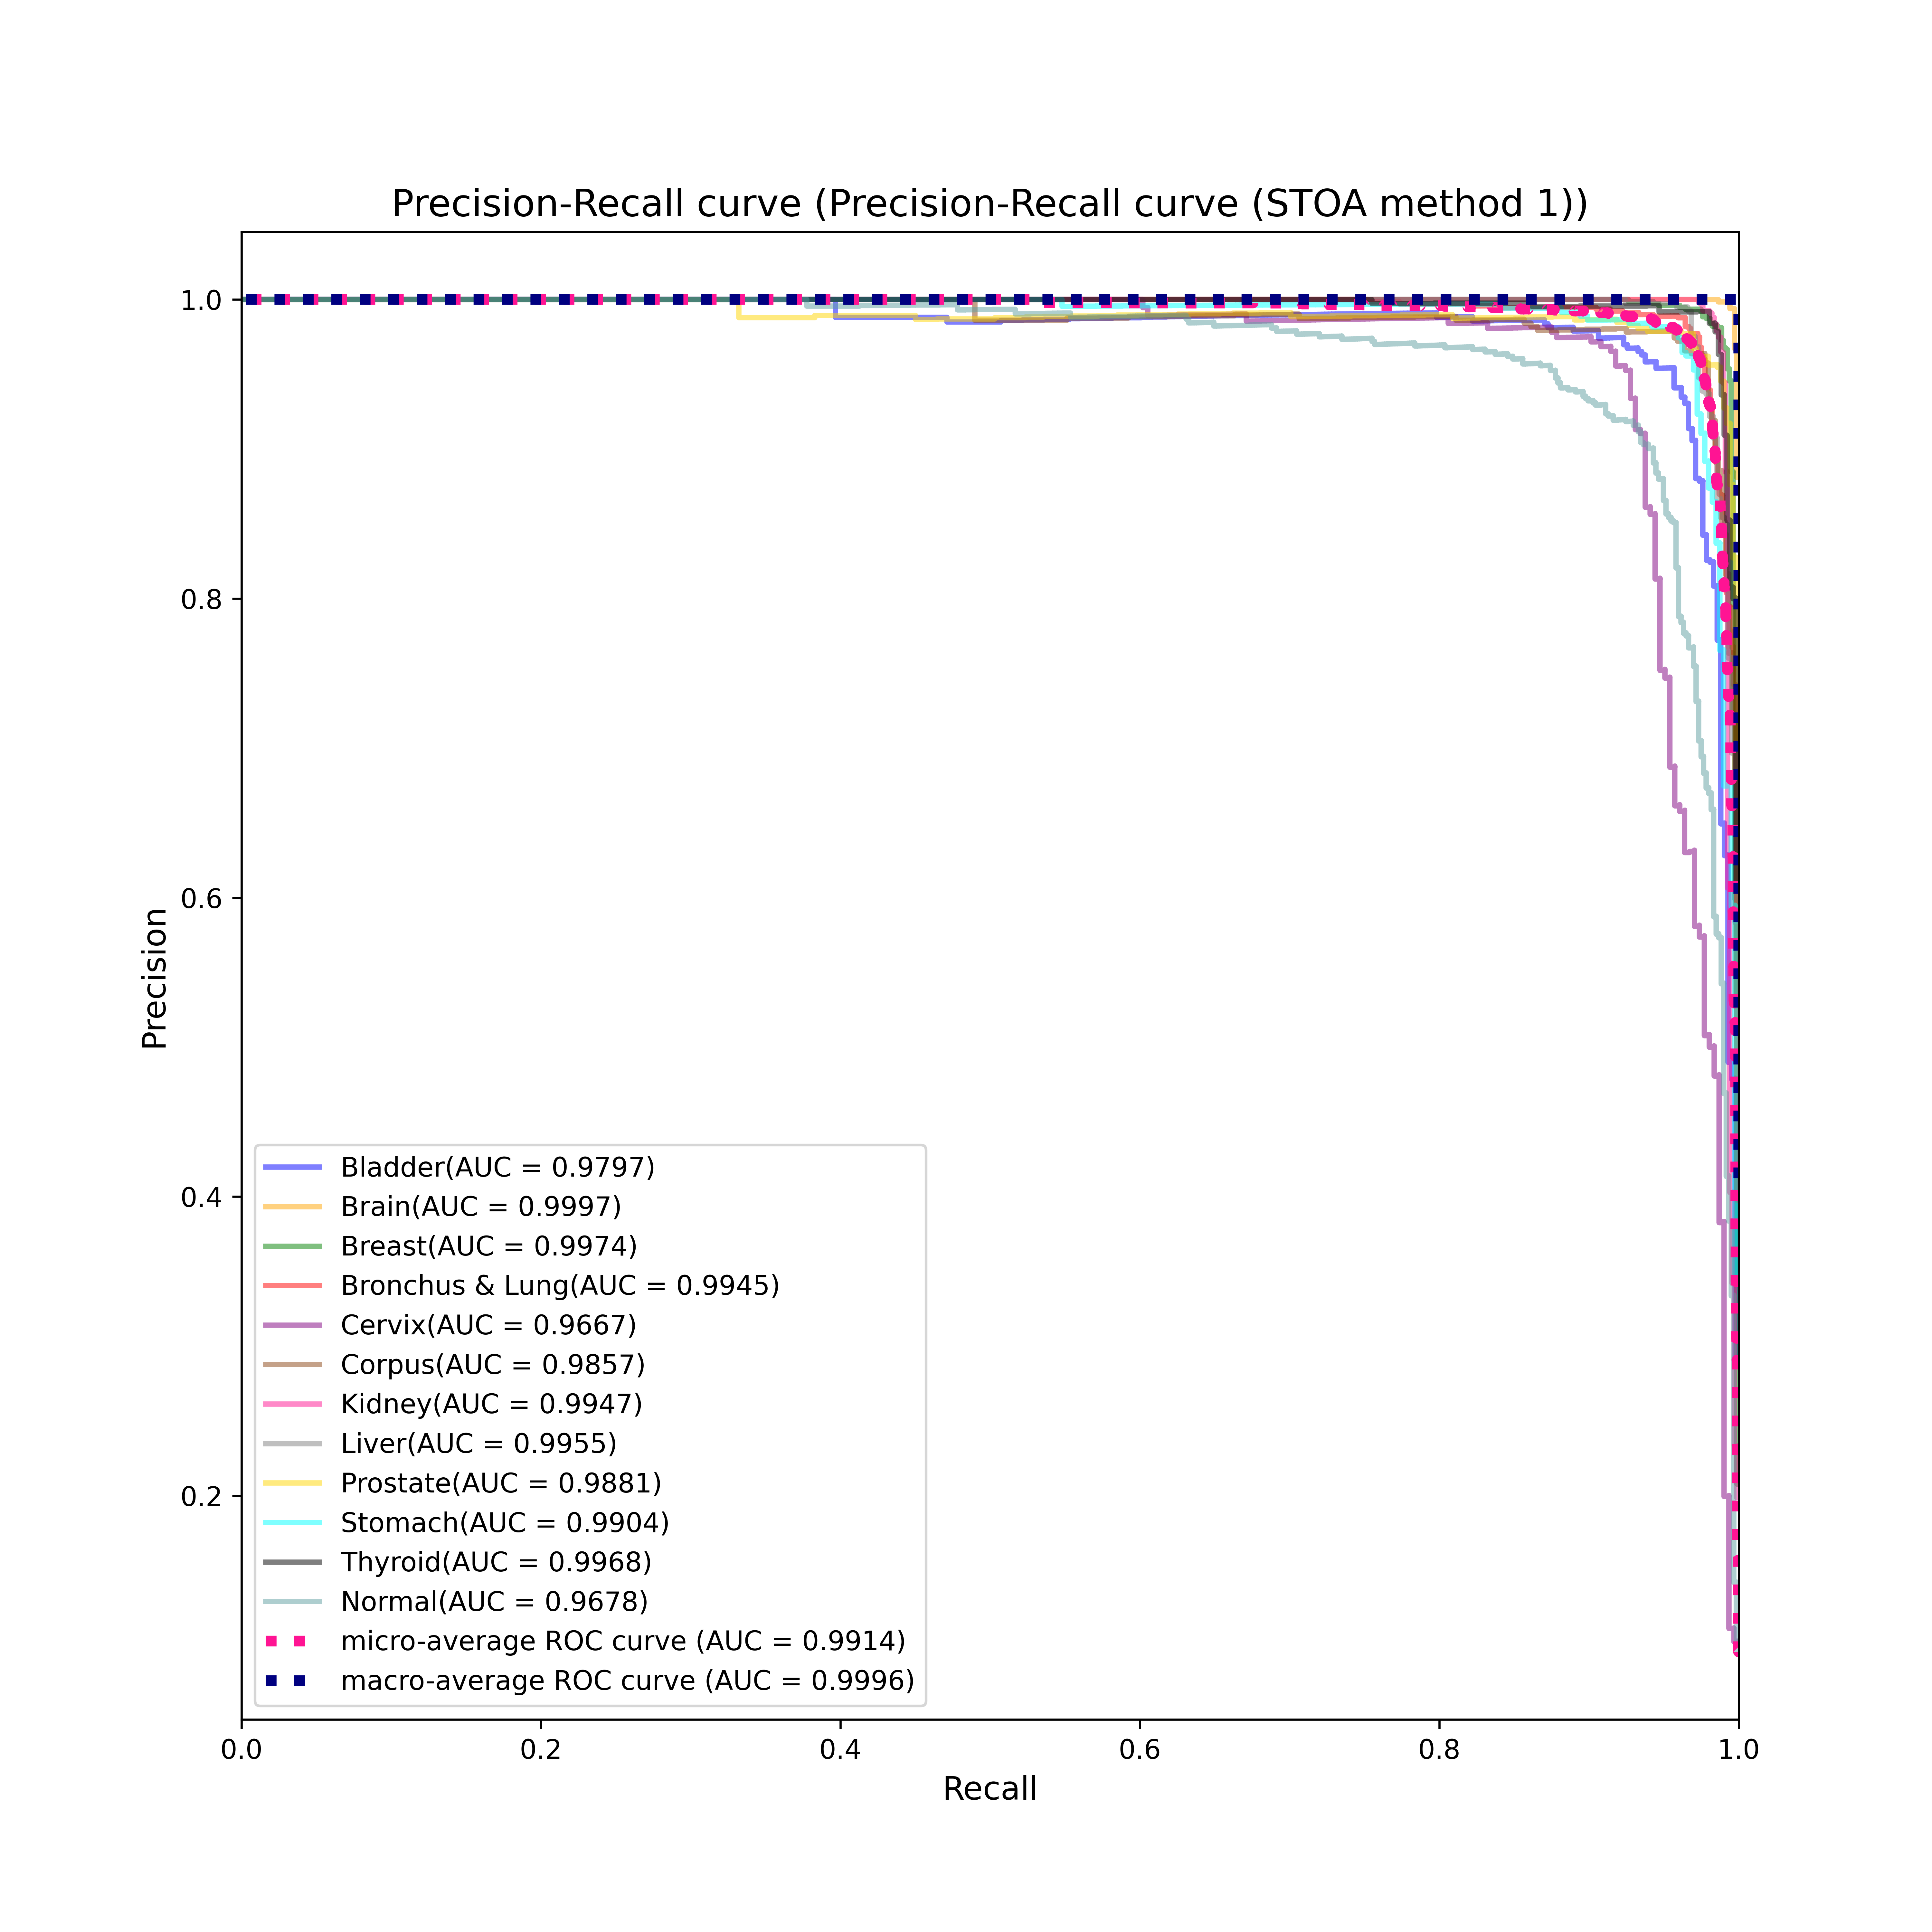 Precision-Recall curve (Precision-Recall curve (STOA method 1))
1.0
0.8
0.6
0.4
0.2
Precision
Bladder(AUC = 0.9797)
Brain(AUC = 0.9997)
Breast(AUC = 0.9974)
Bronchus & Lung(AUC = 0.9945)
Cervix(AUC = 0.9667)
Corpus(AUC = 0.9857)
Kidney(AUC = 0.9947)
Liver(AUC = 0.9955)
Prostate(AUC = 0.9881)
Stomach(AUC = 0.9904)
Thyroid(AUC = 0.9968)
Normal(AUC = 0.9678)
micro-average ROC curve (AUC = 0.9914)
macro-average ROC curve (AUC = 0.9996)
0.0 0.2 0.4 0.6 0.8 1.0
Recall